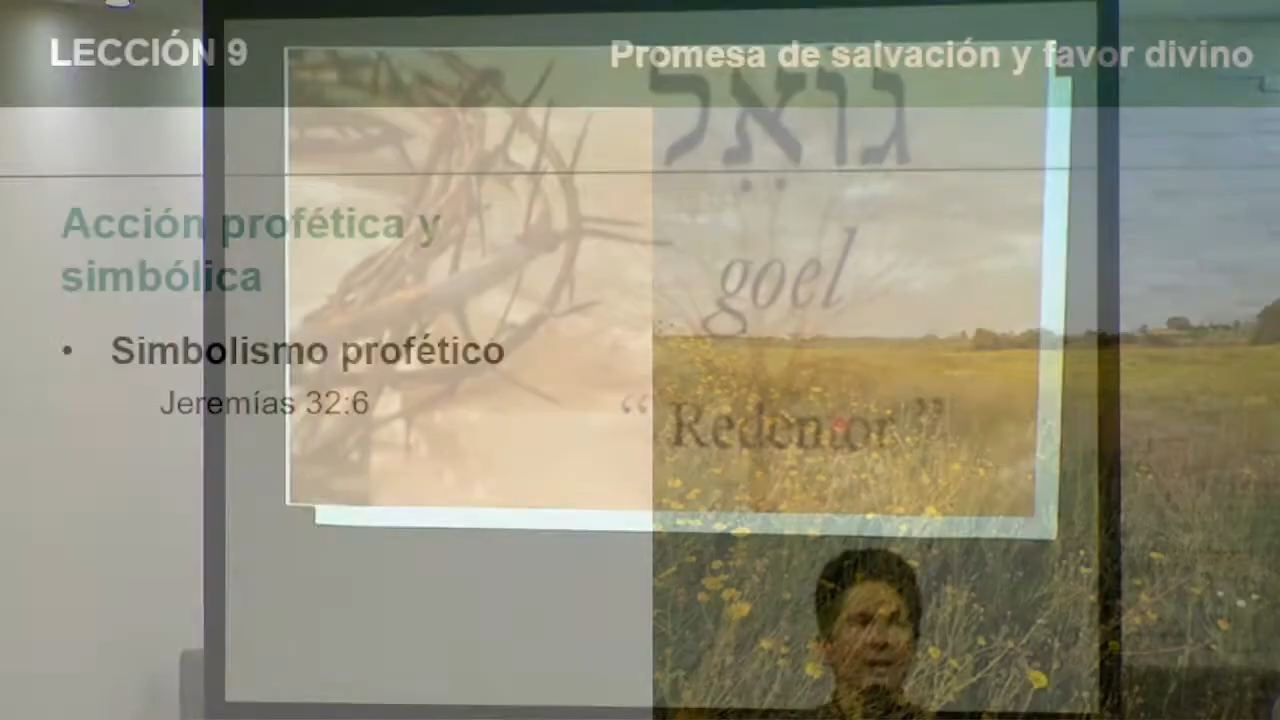 LECCIÓN 9
Promesa de salvación y favor divino
גואל
Acción profética y
simbólica
goel
• Simbolismo profético
Jeremías 32:6
“ Redentor ”